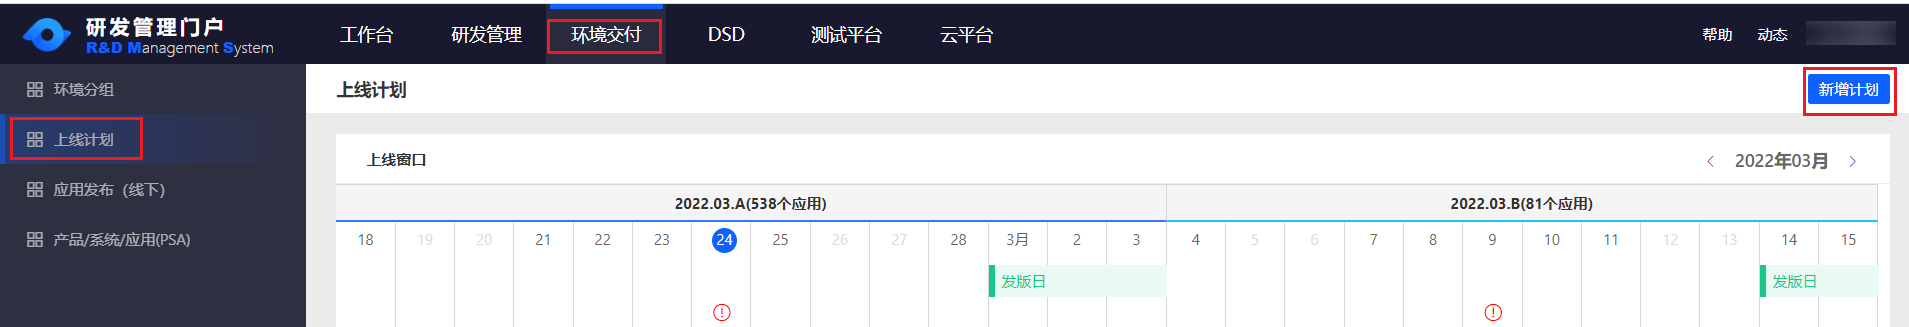 研发管理门户
R&D Management System
工作台 研发管理 环境交付 DSD 测试平台 云平台 帮助 动态
环境分组
上线计划
应用发布（线下）
产品/系统/应用(PSA)
上线计划 新增计划
上线窗口 2022年03月
2022.03.A(538个应用) 2022.03.B(81个应用)
18 19 20 21 22 23 24 25 26 27 28 3月 2 3 4 5 6 7 8 9 10 11 12 13 14 15
发版日 发版日